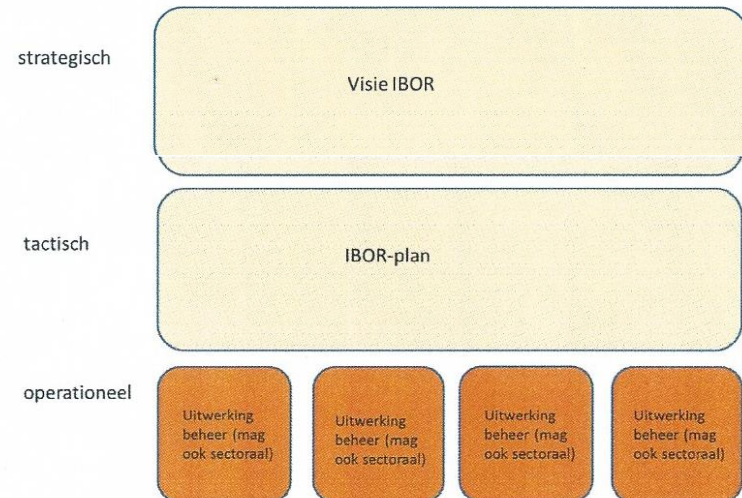 strategisch
Visie IBOR
tactisch
IBOR-plan
operationeel
Uitwerking
beheer (mag
ook sectoraal)
Uitwerking
beheer (mag
ook sectoraal)
Uitwerking
beheer (mag
ook sectoraal)
Uitwerking
beheer (mag
ook sectoraal)